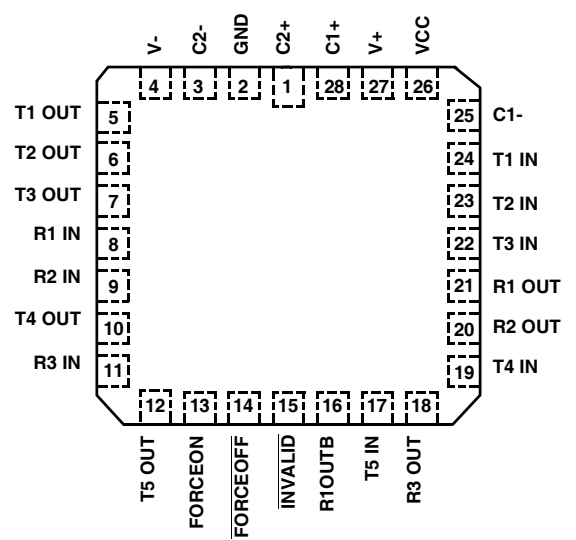 V- C2- GND C2+ C1+ V+ VCC
4 3 2 1 28 27 26
T1 OUT 5 25 C1-
T2 OUT 6 24 T1 IN
T3 OUT 7 23 T2 IN
R1 IN 8 22 T3 IN
R2 IN 9 21 R1 OUT
T4 OUT 10 20 R2 OUT
R3 IN 11 19 T4 IN
12 13 14 15 16 17 18
T5 OUT FORCEON FORCEOFF INVALID R1OUTB T5 IN R3 OUT